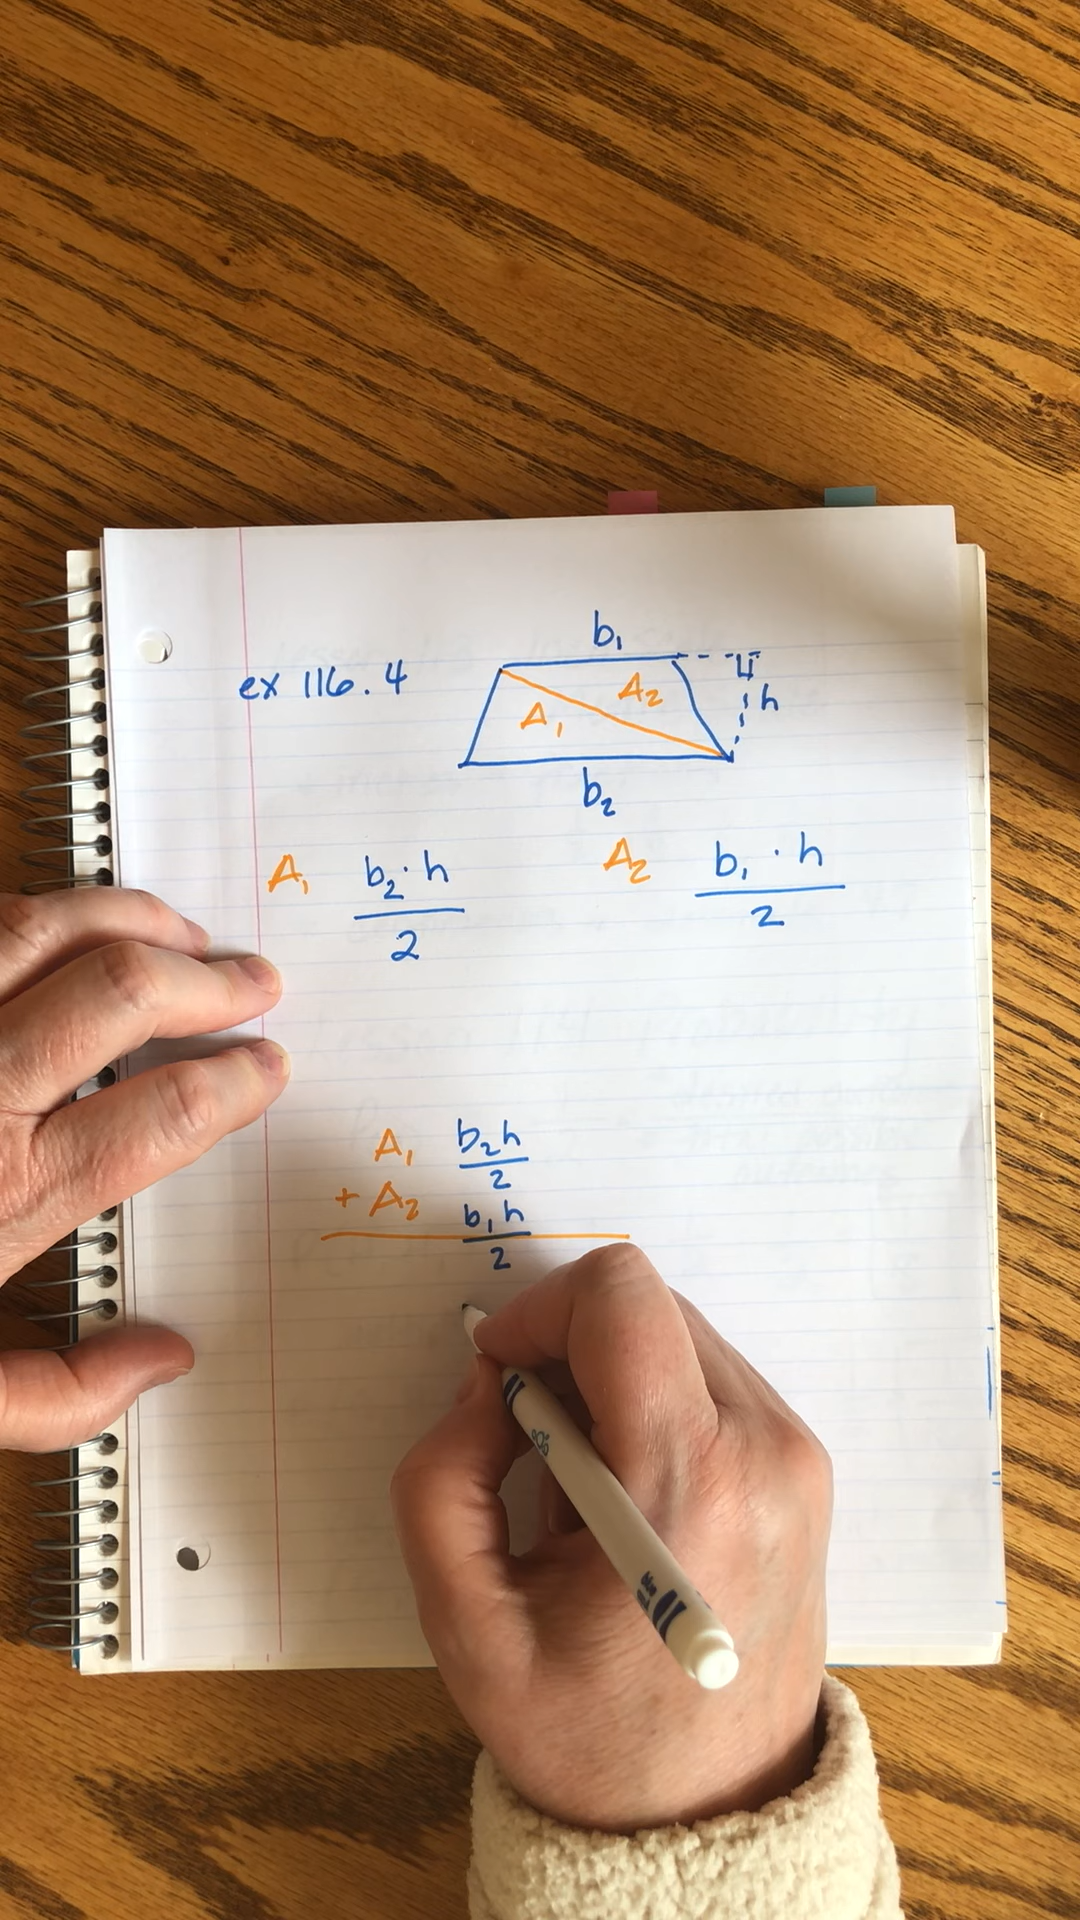 b₁
ex 116.4
A₂
h
A₁
b₂
A₁ b₂·h/2
A₂ b₁·h/2
A₁ b₂h/2
+ A₂ b₁h/2